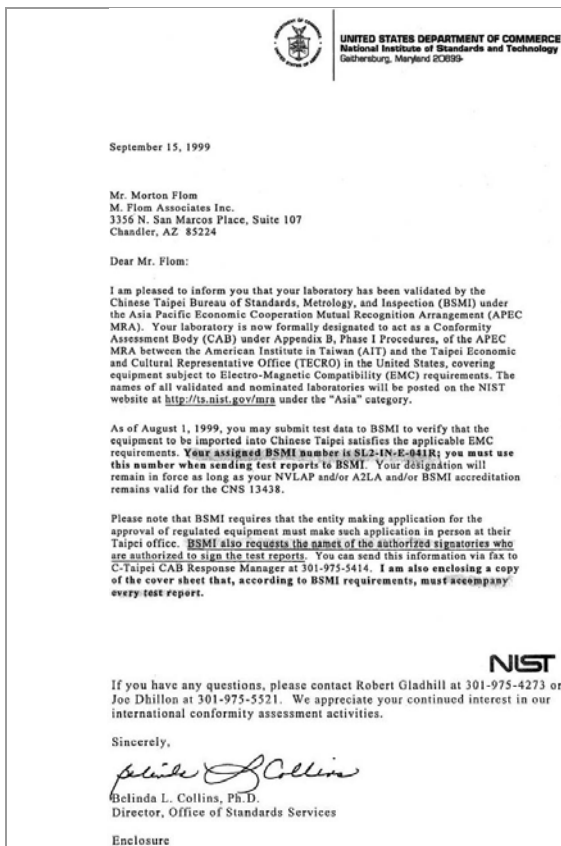 UNITED STATES DEPARTMENT OF COMMERCE
National Institute of Standards and Technology
Gaithersburg, Maryland 20899-
September 15, 1999
Mr. Morton Flom
M. Flom Associates Inc.
3356 N. San Marcos Place, Suite 107
Chandler, AZ 85224
Dear Mr. Flom:
I am pleased to inform you that your laboratory has been validated by the
Chinese Taipei Bureau of Standards, Metrology, and Inspection (BSMI) under
the Asia Pacific Economic Cooperation Mutual Recognition Arrangement (APEC
MRA). Your laboratory is now formally designated to act as a Conformity
Assessment Body (CAB) under Appendix B, Phase I Procedures, of the APEC
MRA between the American Institute in Taiwan (AIT) and the Taipei Economic
and Cultural Representative Office (TECRO) in the United States, covering
equipment subject to Electro-Magnetic Compatibility (EMC) requirements. The
names of all validated and nominated laboratories will be posted on the NIST
website at http://ts.nist.gov/mra under the "Asia" category.
As of August 1, 1999, you may submit test data to BSMI to verify that the
equipment to be imported into Chinese Taipei satisfies the applicable EMC
requirements. Your assigned BSMI number is SL2-IN-E-041R; you must use
this number when sending test reports to BSMI. Your designation will
remain in force as long as your NVLAP and/or A2LA and/or BSMI accreditation
remains valid for the CNS 13438.
Please note that BSMI requires that the entity making application for the
approval of regulated equipment must make such application in person at their
Taipei office. BSMI also requests the names of the authorized signatories who
are authorized to sign the test reports. You can send this information via fax to
C-Taipei CAB Response Manager at 301-975-5414. I am also enclosing a copy
of the cover sheet that, according to BSMI requirements, must accompany
every test report.
NIST
If you have any questions, please contact Robert Gladhill at 301-975-4273 or
Joe Dhillon at 301-975-5521. We appreciate your continued interest in our
international conformity assessment activities.
Sincerely,
Belinda L Collins
Belinda L. Collins, Ph.D.
Director, Office of Standards Services
Enclosure